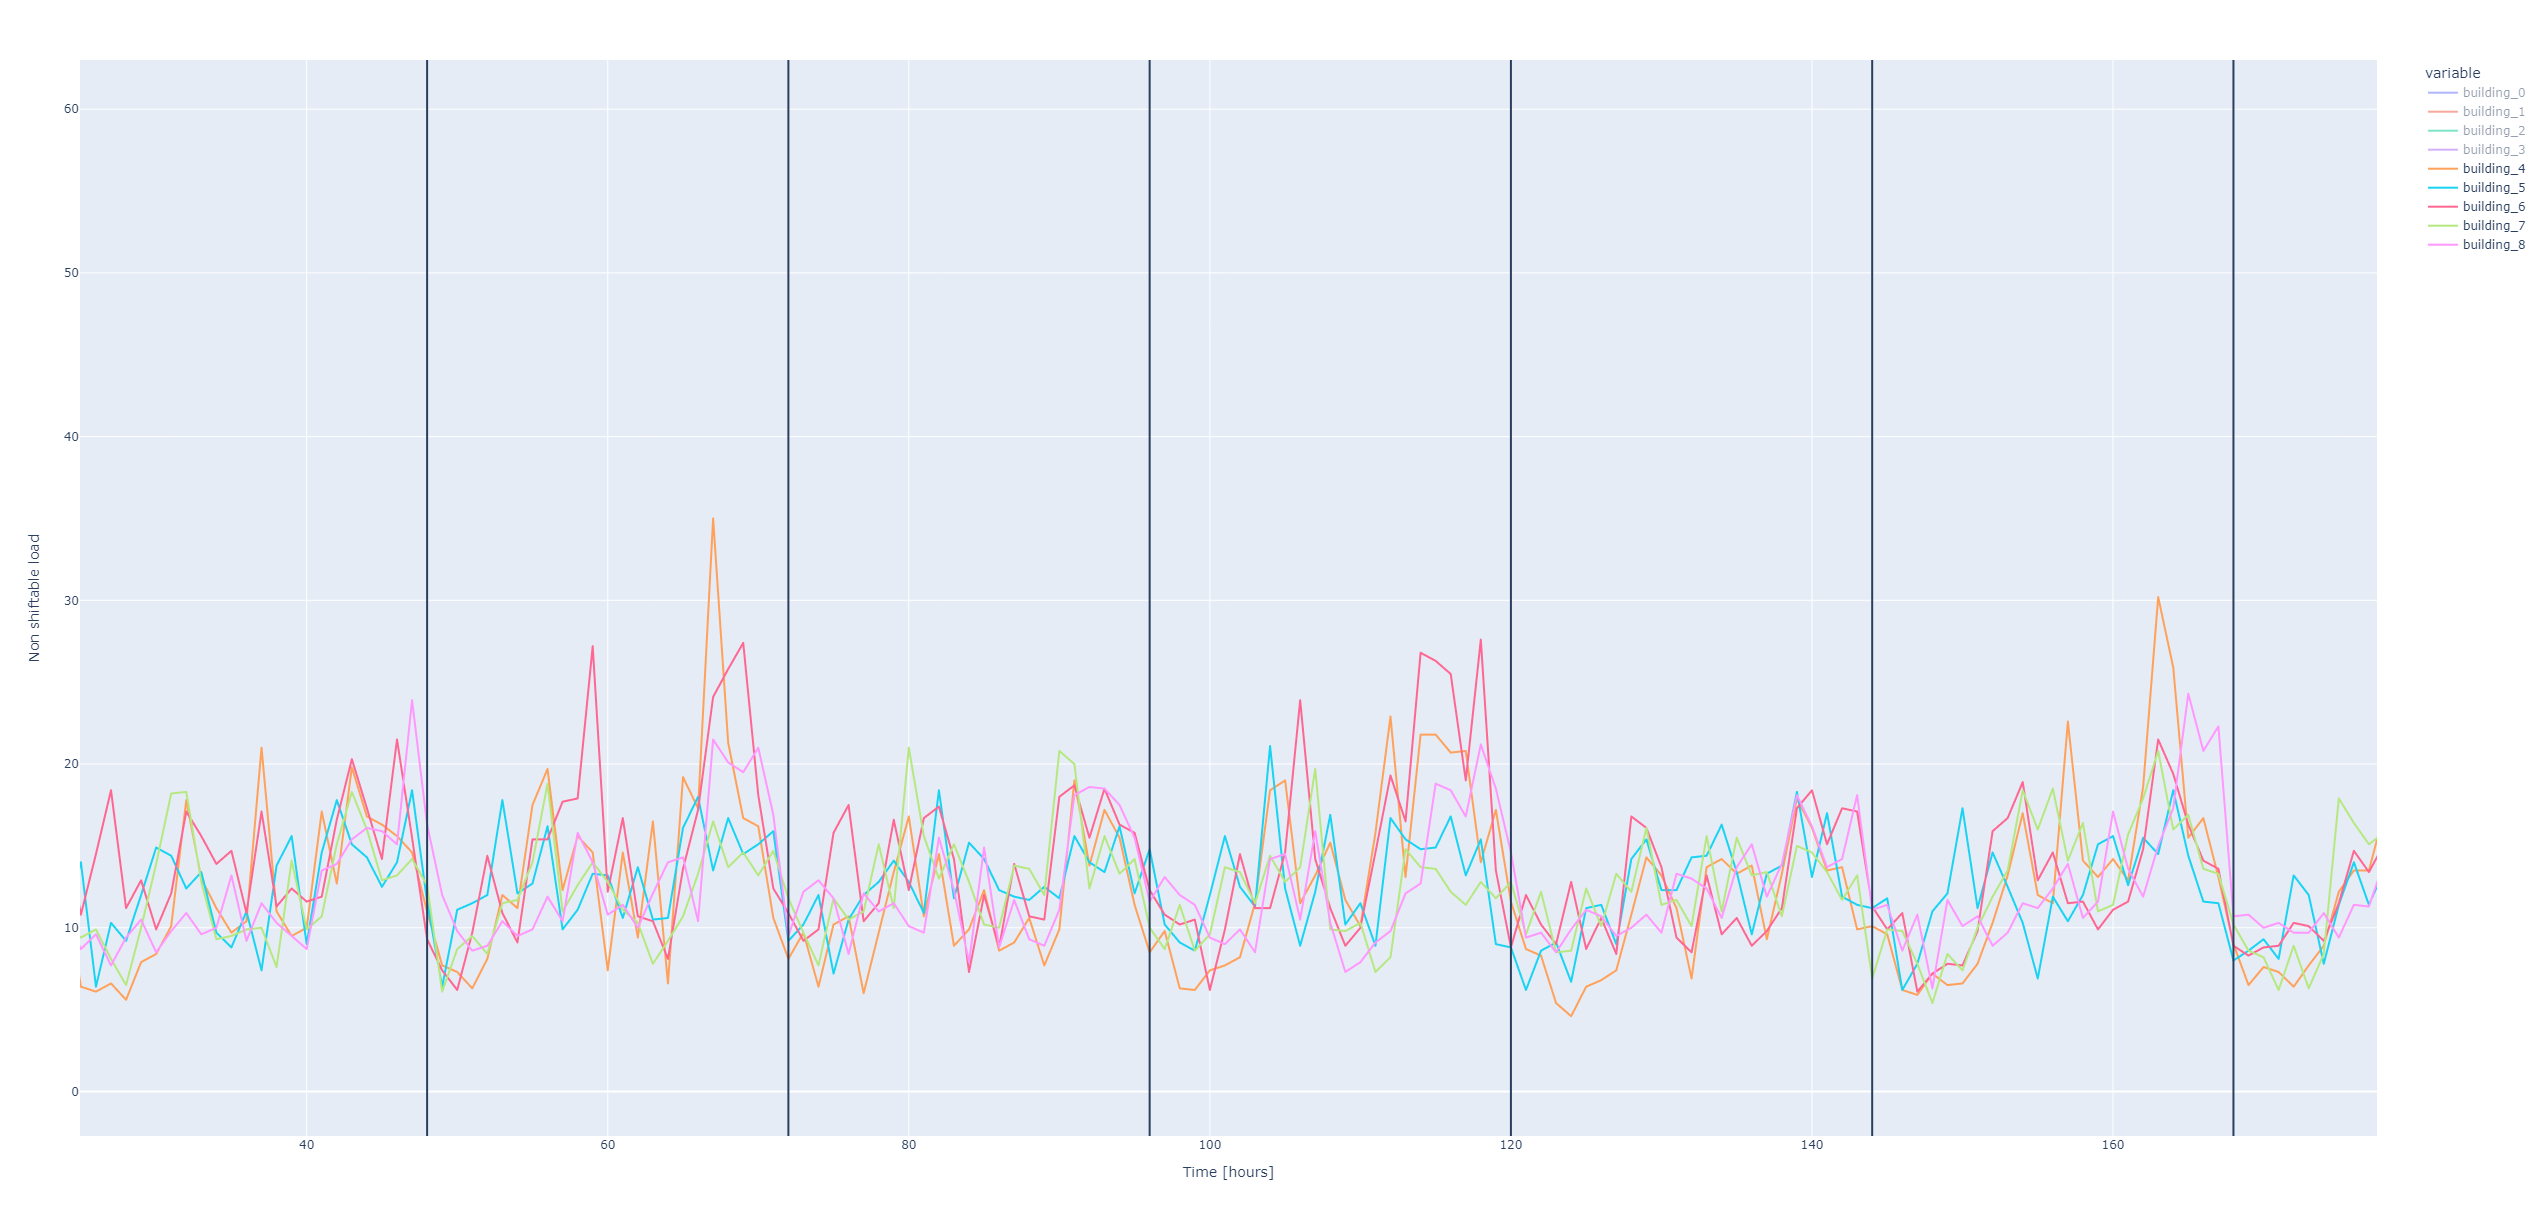 variable
building_0
building_1
building_2
building_3
building_4
building_5
building_6
building_7
building_8
60
50
40
30
20
10
0
Non shiftable load
40 60 80 100 120 140 160
Time [hours]